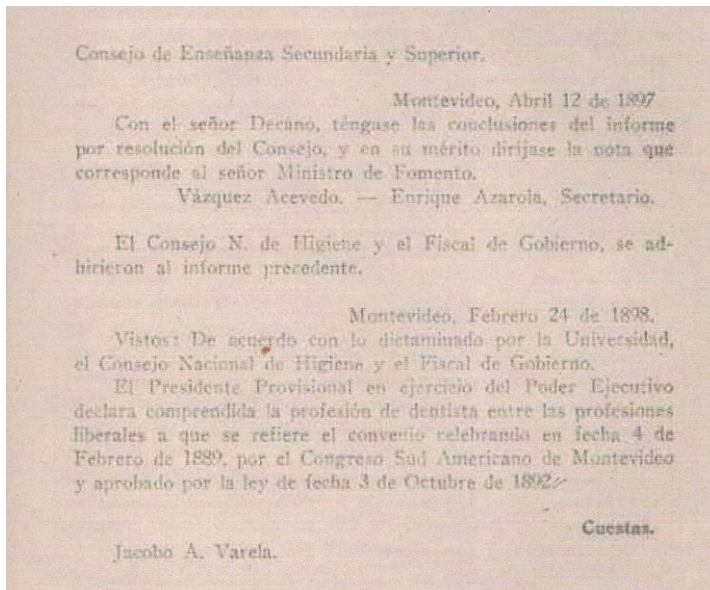 Consejo de Enseñanza Secundaria y Superior.
Montevideo, Abril 12 de 1897
Con el señor Decano, téngase las conclusiones del informe
por resolución del Consejo, y en su mérito diríjase la nota que
corresponde al señor Ministro de Fomento.
Vázquez Acevedo. — Enrique Azarola, Secretario.
El Consejo N. de Higiene y el Fiscal de Gobierno, se ad-
hirieron al informe precedente.
Montevideo, Febrero 24 de 1898.
Vistos: De acuerdo con lo dictaminado por la Universidad,
el Consejo Nacional de Higiene y el Fiscal de Gobierno.
El Presidente Provisional en ejercicio del Poder Ejecutivo
declara comprendida la profesión de dentista entre las profesiones
liberales a que se refiere el convenio celebrando en fecha 4 de
Febrero de 1889, por el Congreso Sud Americano de Montevideo
y aprobado por la ley de fecha 3 de Octubre de 1892.
Cuestas.
Jacobo A. Varela.